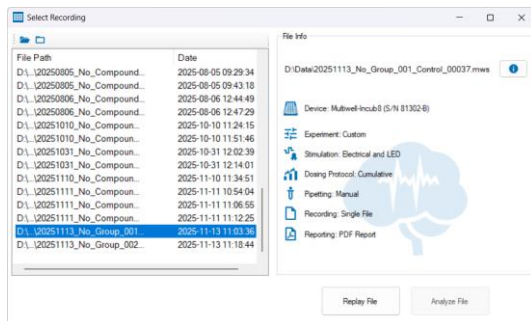 Select Recording
File Path Date
D:\...\20250805_No_Compound... 2025-08-05 09:29:34
D:\...\20250805_No_Compound... 2025-08-05 09:43:18
D:\...\20250806_No_Compound... 2025-08-06 12:44:49
D:\...\20250806_No_Compound... 2025-08-06 12:47:29
D:\...\20251010_No_Compoun... 2025-10-10 11:24:15
D:\...\20251010_No_Compoun... 2025-10-10 11:51:46
D:\...\20251031_No_Compoun... 2025-10-31 12:02:39
D:\...\20251031_No_Compoun... 2025-10-31 12:14:01
D:\...\20251110_No_Compoun... 2025-11-10 11:34:51
D:\...\20251111_No_Compoun... 2025-11-11 10:54:04
D:\...\20251111_No_Compoun... 2025-11-11 11:06:55
D:\...\20251111_No_Compoun... 2025-11-11 11:12:25
D:\...\20251113_No_Group_001... 2025-11-13 11:03:36
D:\...\20251113_No_Group_002... 2025-11-13 11:18:44
File Info
D:\Data\20251113_No_Group_001_Control_00037.mws
Device: Multiwell-Incub8 (S/N 81302-B)
Experiment: Custom
Stimulation: Electrical and LED
Dosing Protocol: Cumulative
Pipetting: Manual
Recording: Single File
Reporting: PDF Report
Replay File
Analyze File